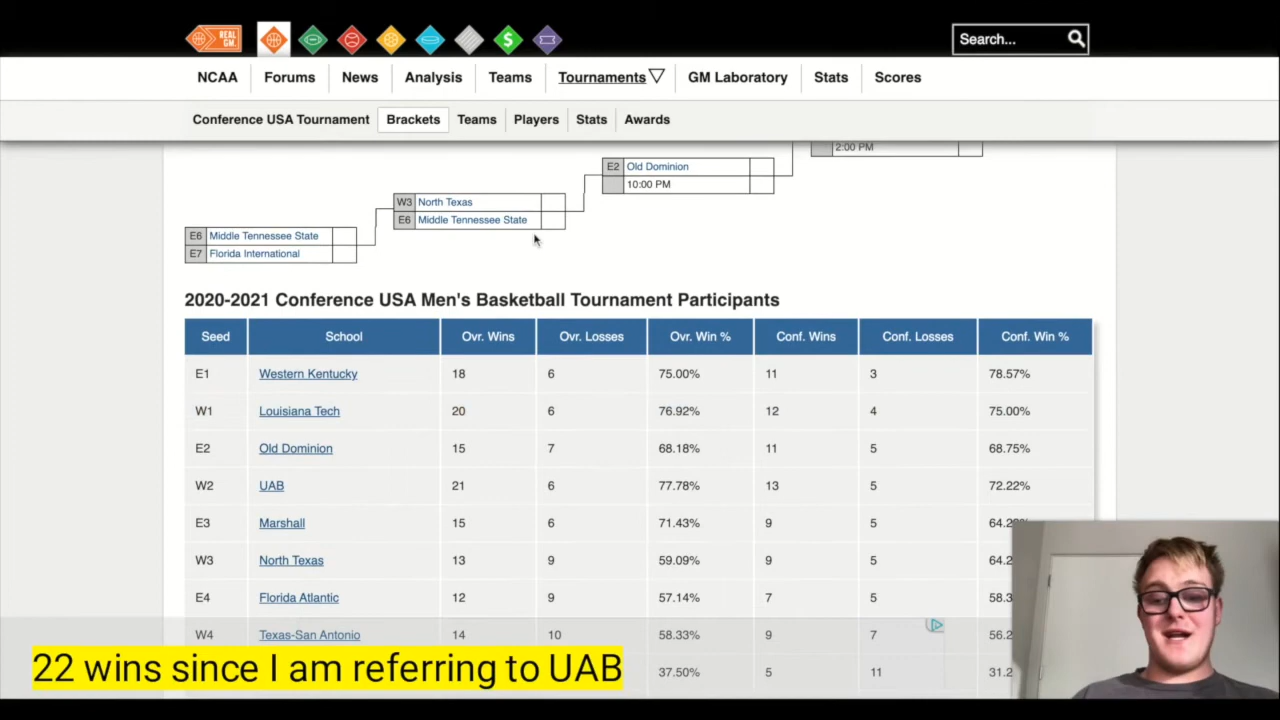 REAL GM.
Search...
NCAA Forums News Analysis Teams Tournaments GM Laboratory Stats Scores
Conference USA Tournament Brackets Teams Players Stats Awards
2:00 PM
E2 Old Dominion
10:00 PM
W3 North Texas
E6 Middle Tennessee State
E6 Middle Tennessee State
E7 Florida International
2020-2021 Conference USA Men's Basketball Tournament Participants
Seed School Ovr. Wins Ovr. Losses Ovr. Win % Conf. Wins Conf. Losses Conf. Win %
E1 Western Kentucky 18 6 75.00% 11 3 78.57%
W1 Louisiana Tech 20 6 76.92% 12 4 75.00%
E2 Old Dominion 15 7 68.18% 11 5 68.75%
W2 UAB 21 6 77.78% 13 5 72.22%
E3 Marshall 15 6 71.43% 9 5
W3 North Texas 13 9 59.09% 9 5
E4 Florida Atlantic 12 9 57.14% 7 5
W4 Texas-San Antonio 14 10 58.33% 9 7
37.50% 5 11
22 wins since I am referring to UAB